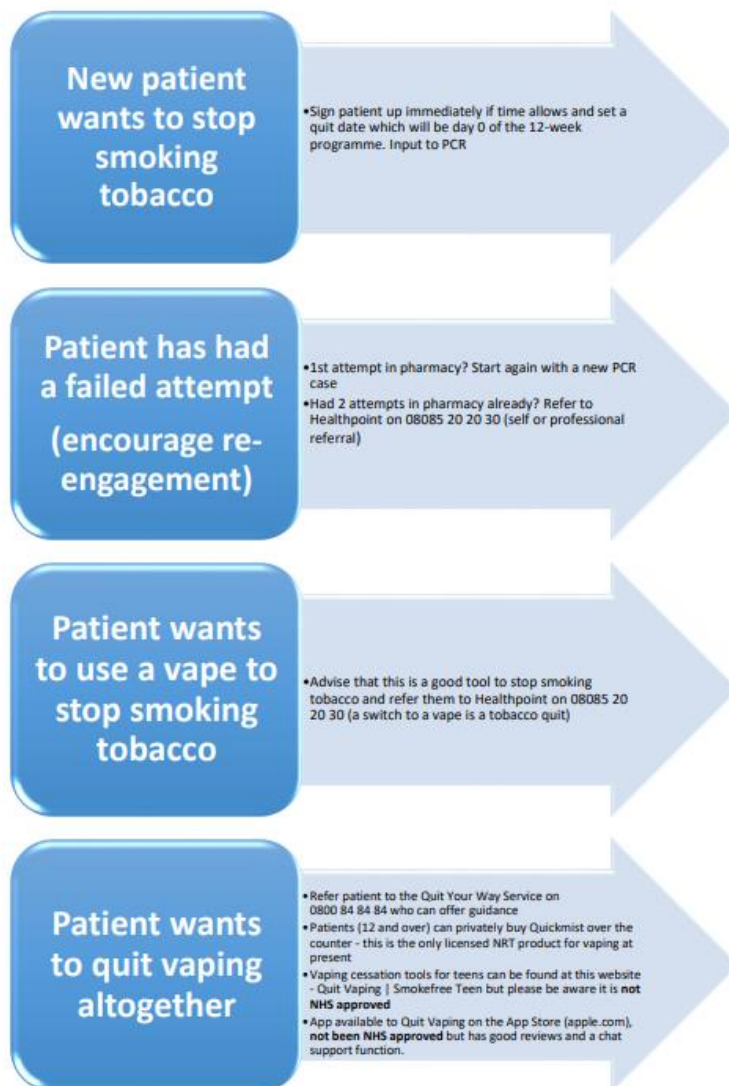 New patient
wants to stop
smoking
tobacco
•Sign patient up immediately if time allows and set a
quit date which will be day 0 of the 12-week
programme. Input to PCR
Patient has had
a failed attempt
(encourage re-
engagement)
•1st attempt in pharmacy? Start again with a new PCR
case
•Had 2 attempts in pharmacy already? Refer to
Healthpoint on 08085 20 20 30 (self or professional
referral)
Patient wants
to use a vape to
stop smoking
tobacco
•Advise that this is a good tool to stop smoking
tobacco and refer them to Healthpoint on 08085 20
20 30 (a switch to a vape is a tobacco quit)
Patient wants
to quit vaping
altogether
•Refer patient to the Quit Your Way Service on
0800 84 84 84 who can offer guidance
•Patients (12 and over) can privately buy Quickmist over the
counter - this is the only licensed NRT product for vaping at
present
•Vaping cessation tools for teens can be found at this website
- Quit Vaping | Smokefree Teen but please be aware it is not
NHS approved
•App available to Quit Vaping on the App Store (apple.com),
not been NHS approved but has good reviews and a chat
support function.